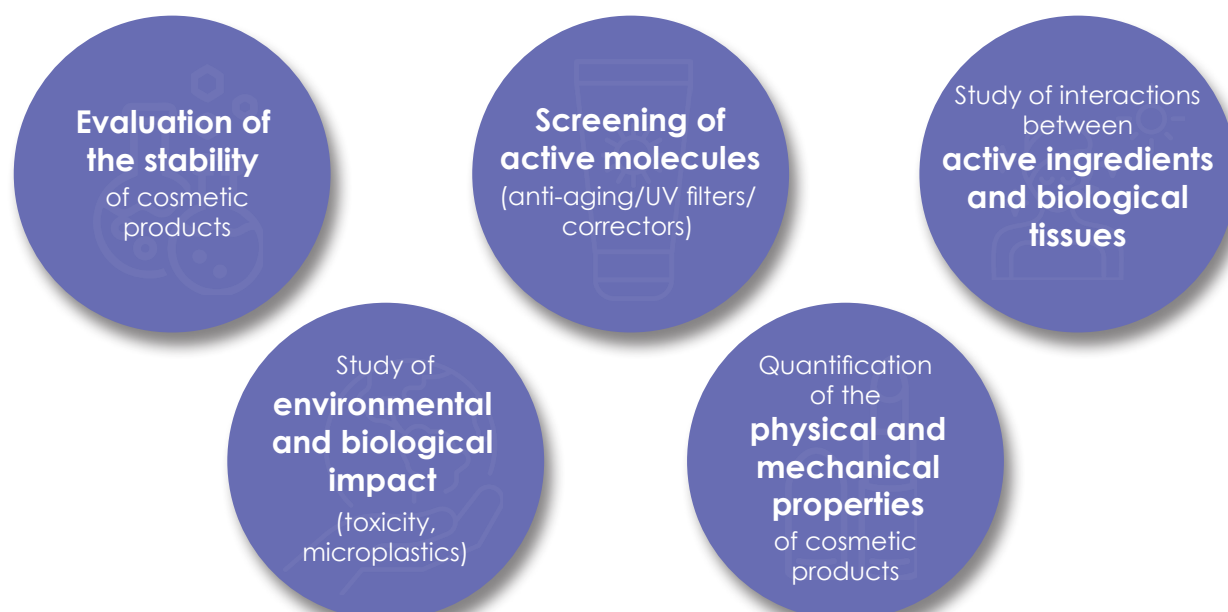 Evaluation of
the stability
of cosmetic
products
Screening of
active molecules
(anti-aging/UV filters/
correctors)
Study of interactions
between
active ingredients
and biological
tissues
Study of
environmental
and biological
impact
(toxicity,
microplastics)
Quantification
of the
physical and
mechanical
properties
of cosmetic
products